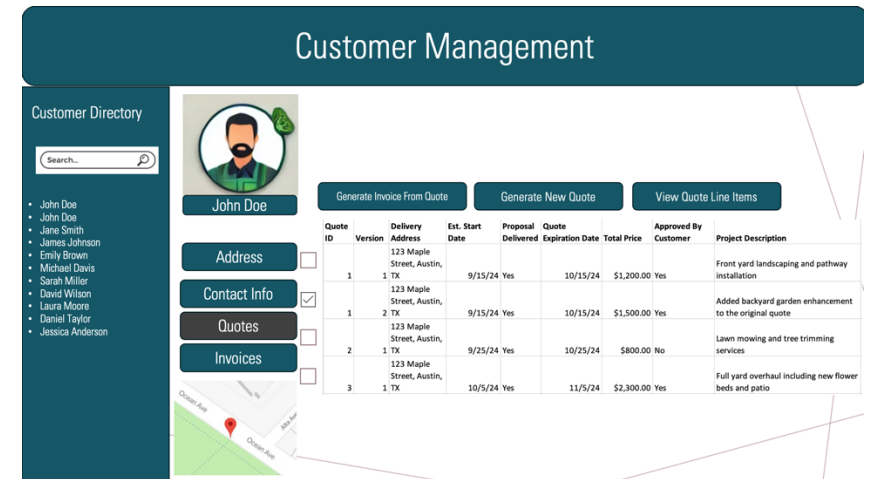 Customer Management
Customer Directory
Search...
John Doe
John Doe
Jane Smith
James Johnson
Emily Brown
Michael Davis
Sarah Miller
David Wilson
Laura Moore
Daniel Taylor
Jessica Anderson
John Doe
Address
Contact Info
Quotes
Invoices
Ocean Ave
Ocean Ave
Generate Invoice From Quote
Generate New Quote
View Quote Line Items
Quote ID Version Delivery Address Est. Start Date Proposal Delivered Quote Expiration Date Total Price Approved By Customer Project Description
1 1 123 Maple Street, Austin, TX 9/15/24 Yes 10/15/24 $1,200.00 Yes Front yard landscaping and pathway installation
1 2 123 Maple Street, Austin, TX 9/15/24 Yes 10/15/24 $1,500.00 Yes Added backyard garden enhancement to the original quote
2 1 123 Maple Street, Austin, TX 9/25/24 Yes 10/25/24 $800.00 No Lawn mowing and tree trimming services
3 1 123 Maple Street, Austin, TX 10/5/24 Yes 11/5/24 $2,300.00 Yes Full yard overhaul including new flower beds and patio